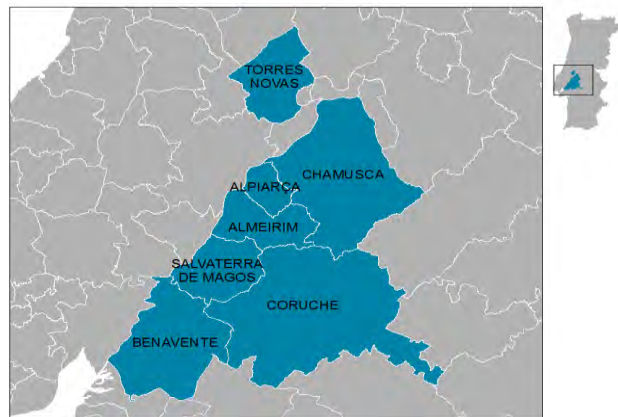 TORRES
NOVAS
CHAMUSCA
ALPIARÇA
ALMEIRIM
SALVATERRA
DE MAGOS
CORUCHE
BENAVENTE